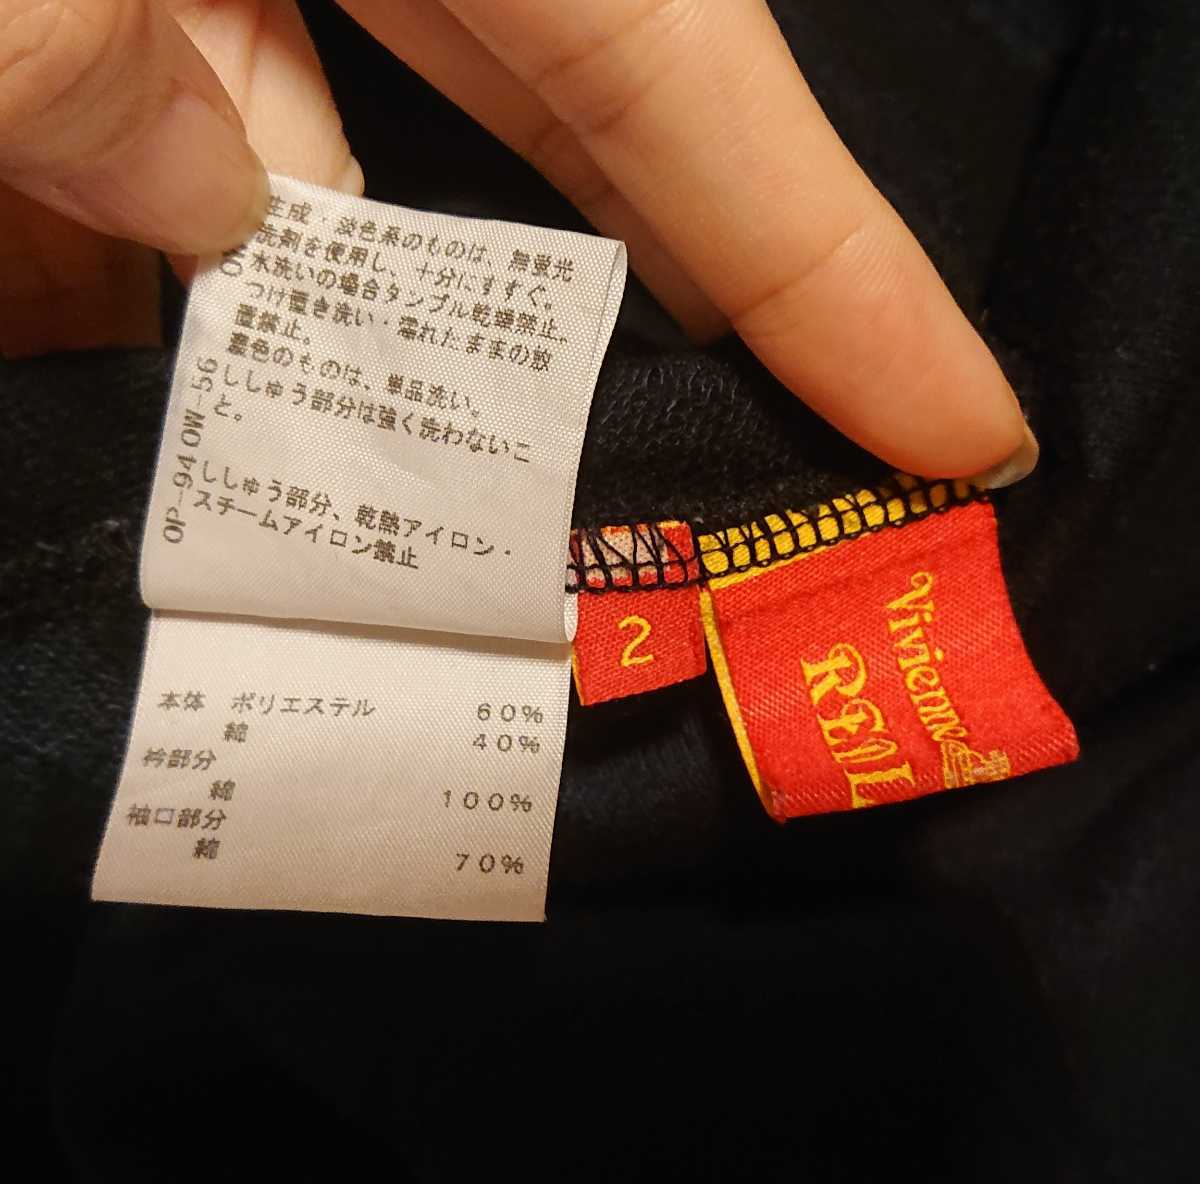 生成・淡色系のものは、無蛍光
洗剤を使用し、十分にすすぐ。
水洗いの場合タンブル乾燥禁止。
つけ置き洗い・濡れたままの放
置禁止。
濃色のものは、単品洗い。
ししゅう部分は強く洗わないこ
と。
ししゅう部分、乾熱アイロン・
スチームアイロン禁止
OP-940W-56
本体 ポリエステル 60%
綿 40%
衿部分
綿 100%
袖口部分
綿 70%
2
Vivienne
RED L